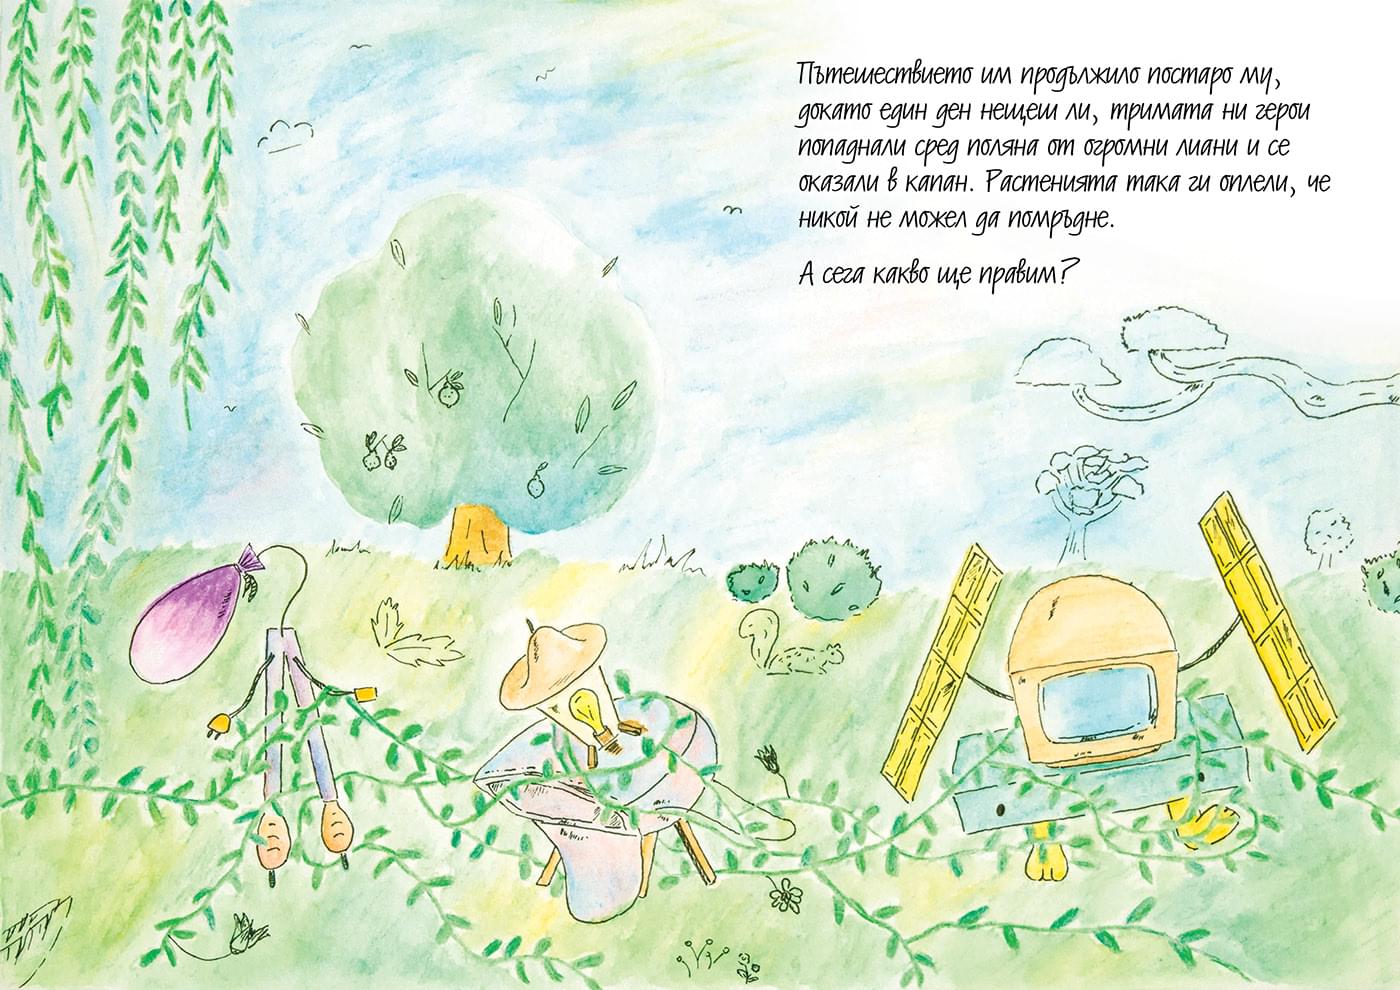 Пътешествието им продължило постаро му,
докато един ден нещеш ли, тримата ни герои
попаднали сред поляна от огромни лиани и се
оказали в капан. Растенията така ги оплели, че
никой не можел да помръдне.
А сега какво ще правим?